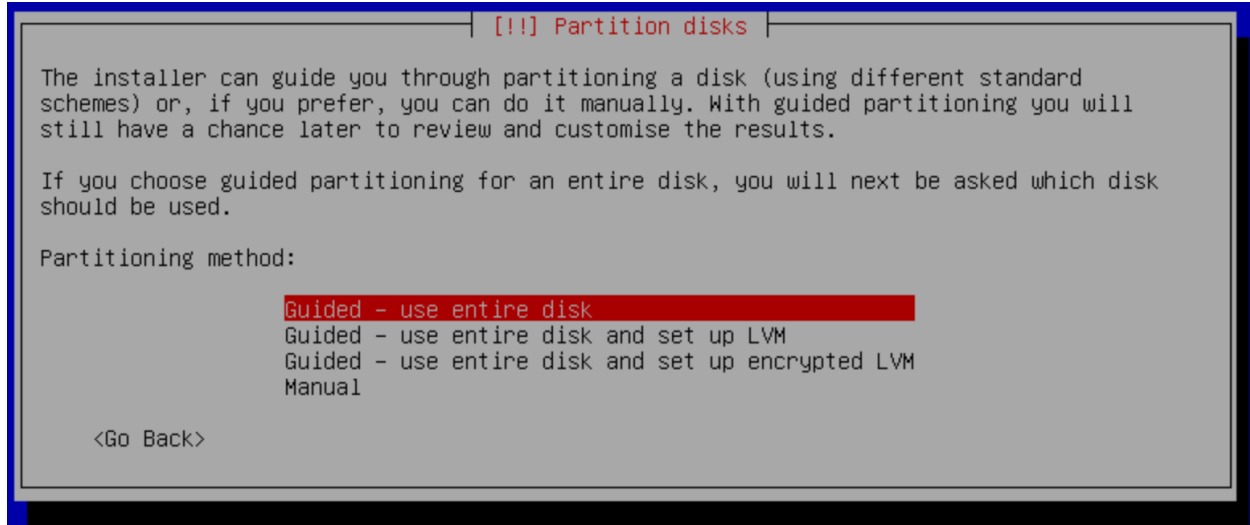 [!!] Partition disks
The installer can guide you through partitioning a disk (using different standard
schemes) or, if you prefer, you can do it manually. With guided partitioning you will
still have a chance later to review and customise the results.
If you choose guided partitioning for an entire disk, you will next be asked which disk
should be used.
Partitioning method:
Guided – use entire disk
Guided – use entire disk and set up LVM
Guided – use entire disk and set up encrypted LVM
Manual
<Go Back>